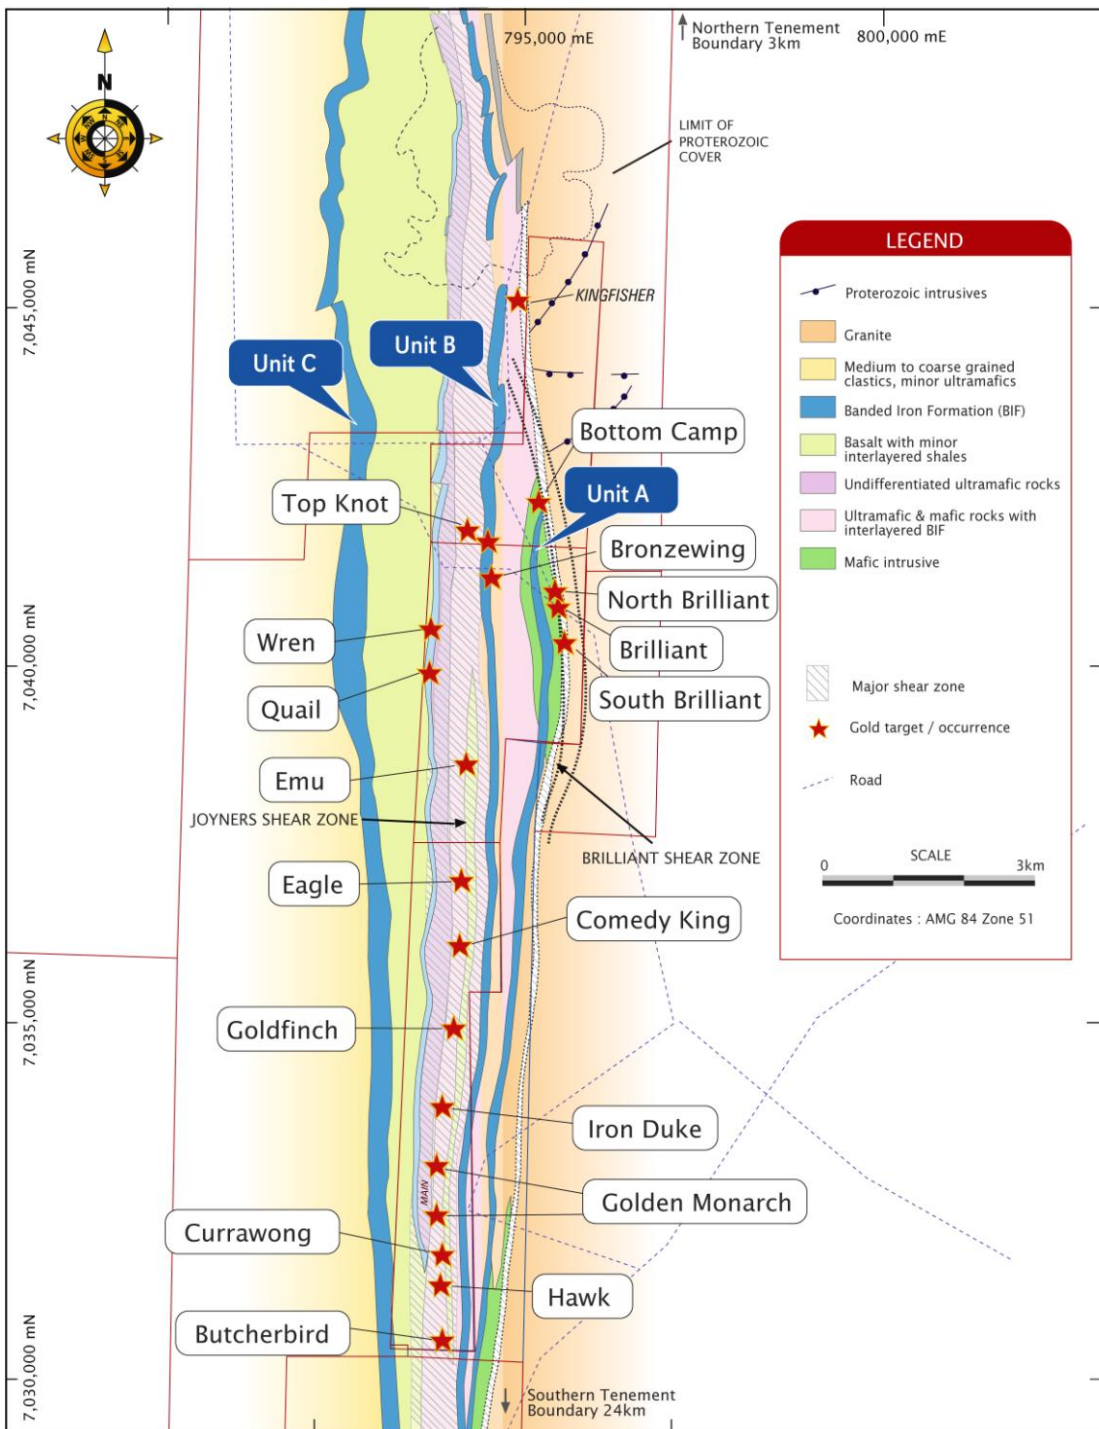 795,000 mE
Northern Tenement
Boundary 3km
800,000 mE
N
LIMIT OF
PROTEROZOIC
COVER
7,045,000 mN
KINGFISHER
Unit C
Unit B
Bottom Camp
Top Knot
Unit A
Bronzewing
North Brilliant
Wren
Brilliant
7,040,000 mN
Quail
South Brilliant
Emu
JOYNERS SHEAR ZONE
BRILLIANT SHEAR ZONE
Eagle
Comedy King
7,035,000 mN
Goldfinch
Iron Duke
MAIN
Golden Monarch
Currawong
Hawk
Butcherbird
7,030,000 mN
Southern Tenement
Boundary 24km
LEGEND
Proterozoic intrusives
Granite
Medium to coarse grained
clastics, minor ultramafics
Banded Iron Formation (BIF)
Basalt with minor
interlayered shales
Undifferentiated ultramafic rocks
Ultramafic & mafic rocks with
interlayered BIF
Mafic intrusive
Major shear zone
Gold target / occurrence
Road
SCALE
0 3km
Coordinates : AMG 84 Zone 51